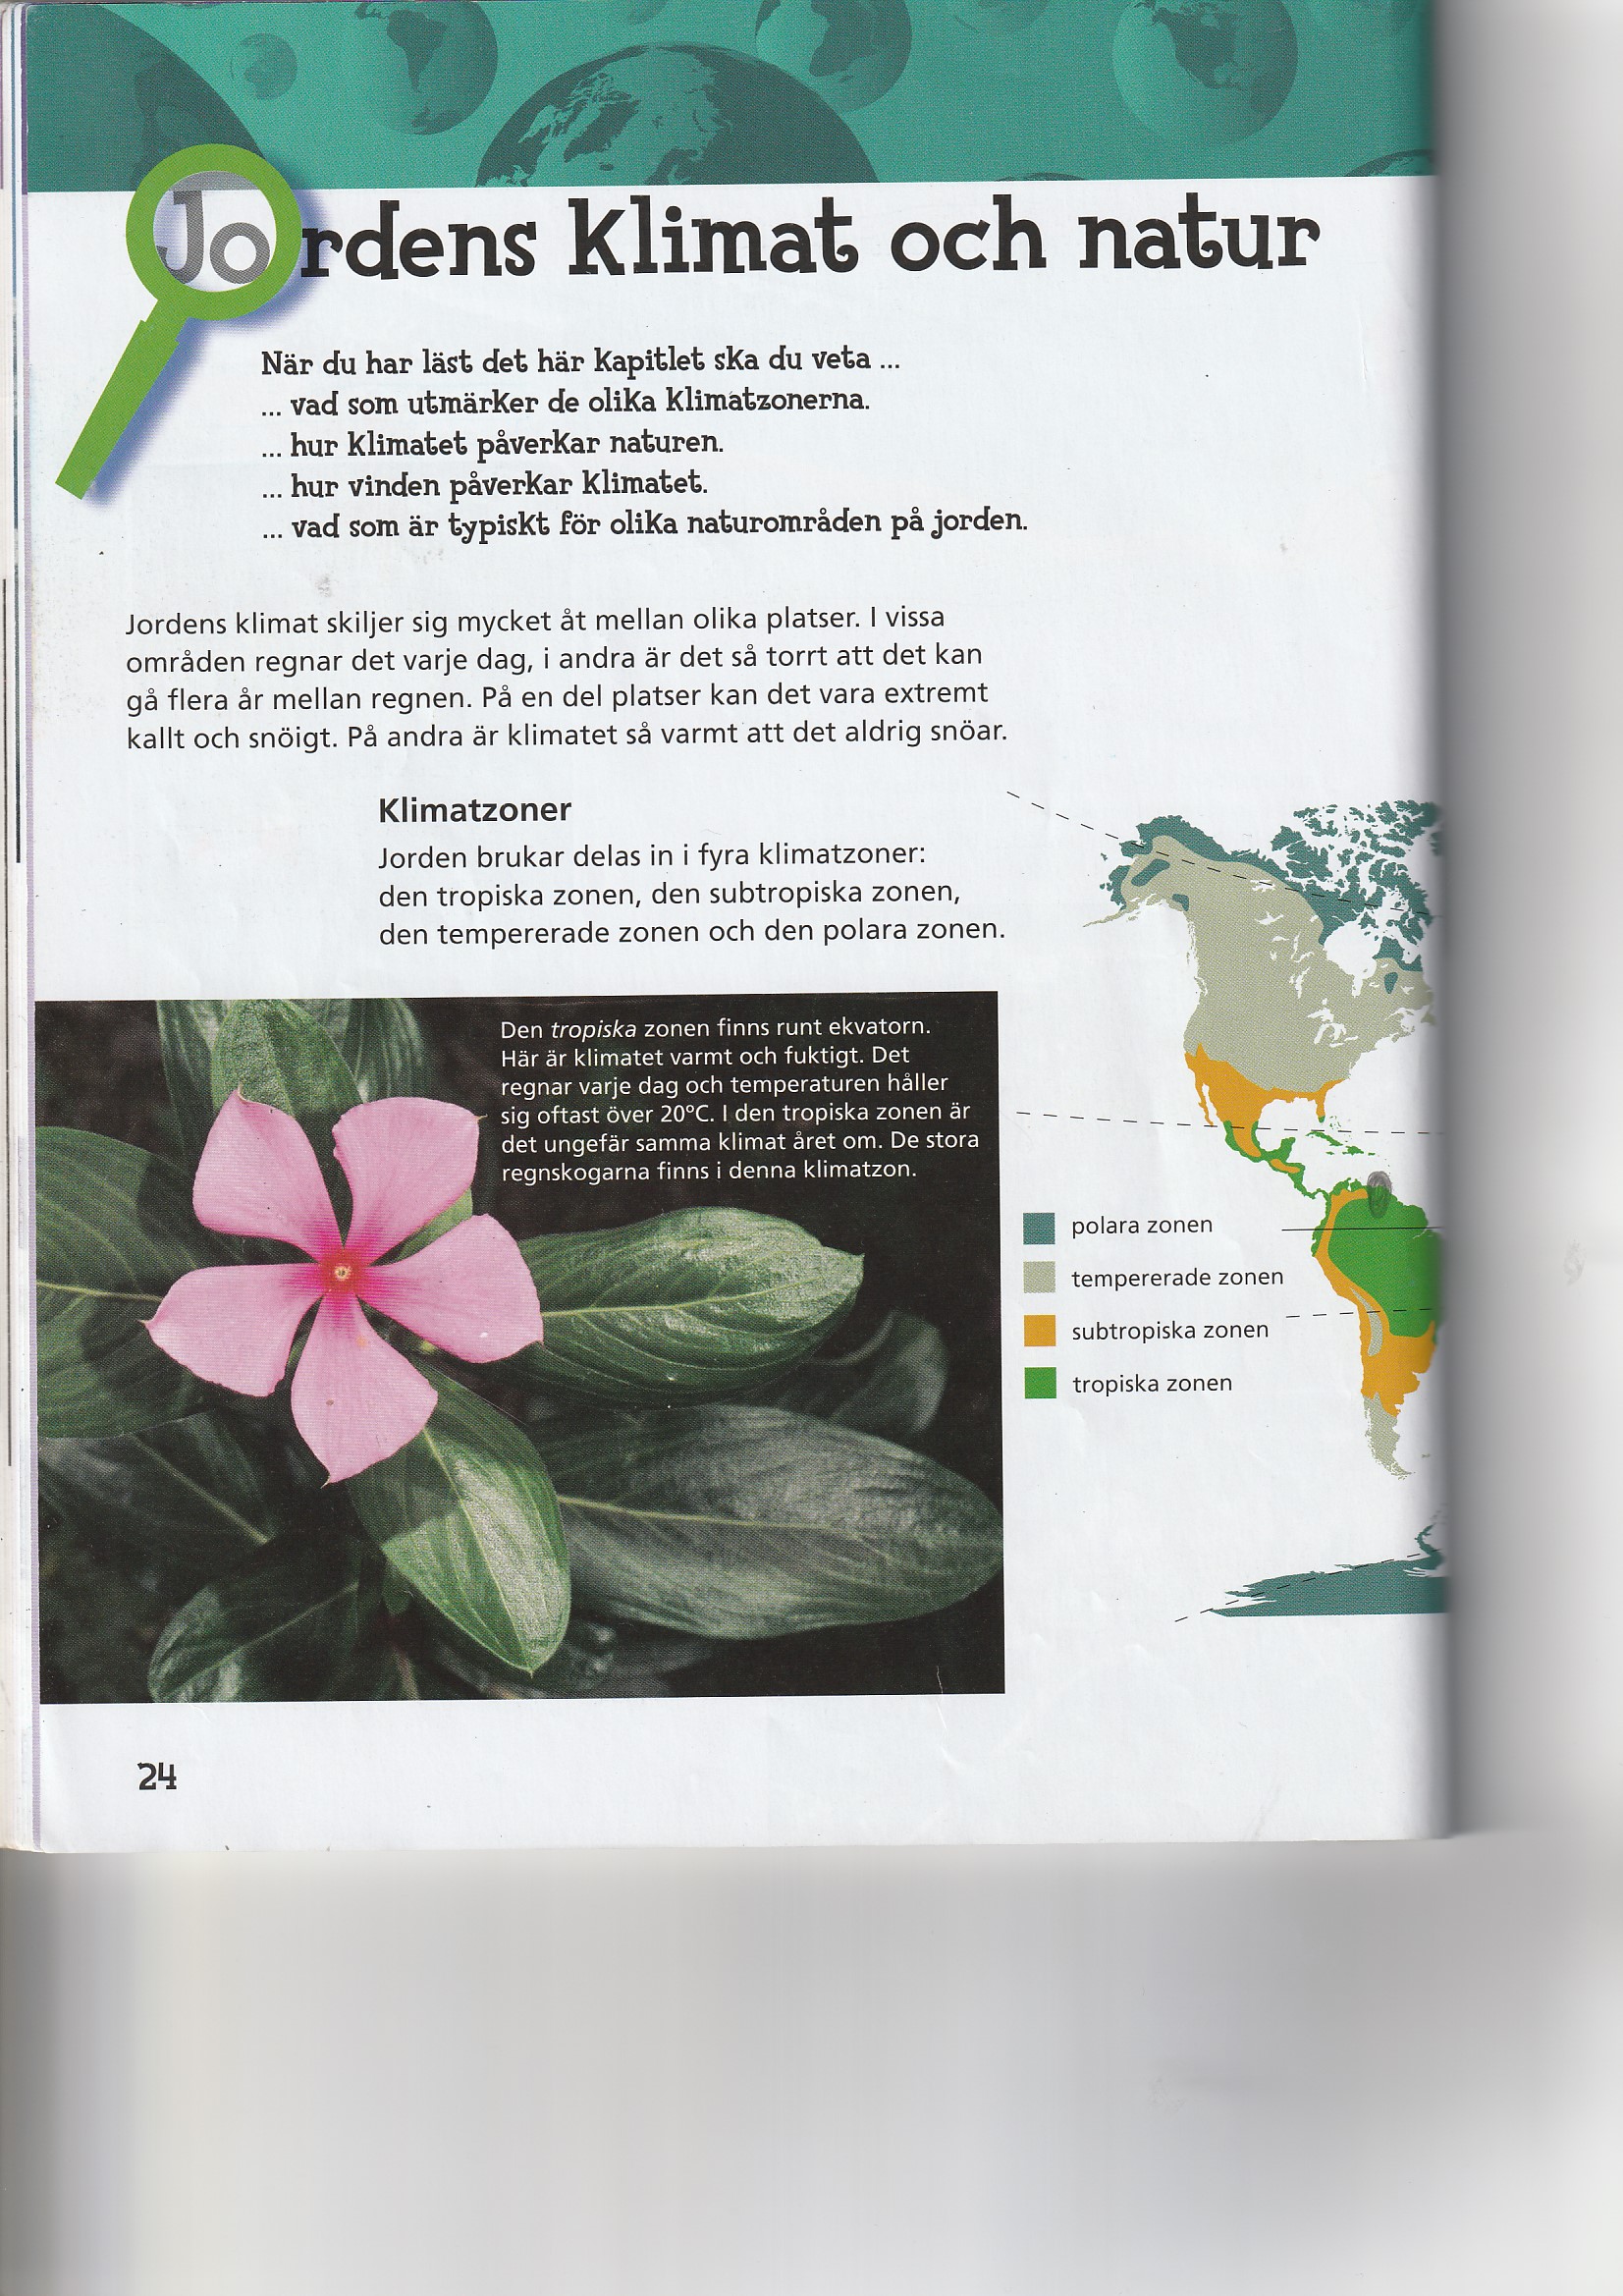 Jordens klimat och natur
När du har läst det här kapitlet ska du veta ...
... vad som utmärker de olika klimatzonerna.
... hur klimatet påverkar naturen.
... hur vinden påverkar klimatet.
... vad som är typiskt för olika naturområden på jorden.
Jordens klimat skiljer sig mycket åt mellan olika platser. I vissa
områden regnar det varje dag, i andra är det så torrt att det kan
gå flera år mellan regnen. På en del platser kan det vara extremt
kallt och snöigt. På andra är klimatet så varmt att det aldrig snöar.
Klimatzoner
Jorden brukar delas in i fyra klimatzoner:
den tropiska zonen, den subtropiska zonen,
den tempererade zonen och den polara zonen.
Den tropiska zonen finns runt ekvatorn.
Här är klimatet varmt och fuktigt. Det
regnar varje dag och temperaturen håller
sig oftast över 20°C. I den tropiska zonen är
det ungefär samma klimat året om. De stora
regnskogarna finns i denna klimatzon.
polara zonen
tempererade zonen
subtropiska zonen
tropiska zonen
24